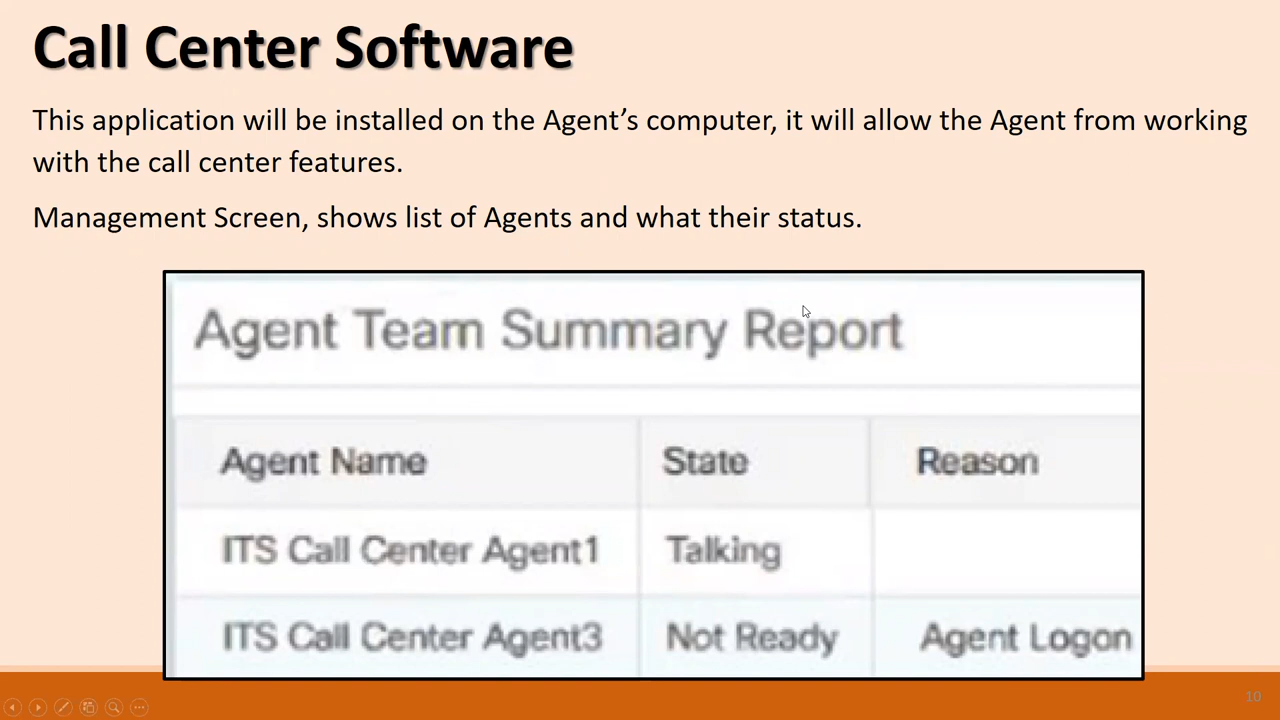 Call Center Software
This application will be installed on the Agent’s computer, it will allow the Agent from working
with the call center features.
Management Screen, shows list of Agents and what their status.
Agent Team Summary Report
Agent Name State Reason
ITS Call Center Agent1 Talking
ITS Call Center Agent3 Not Ready Agent Logon
10